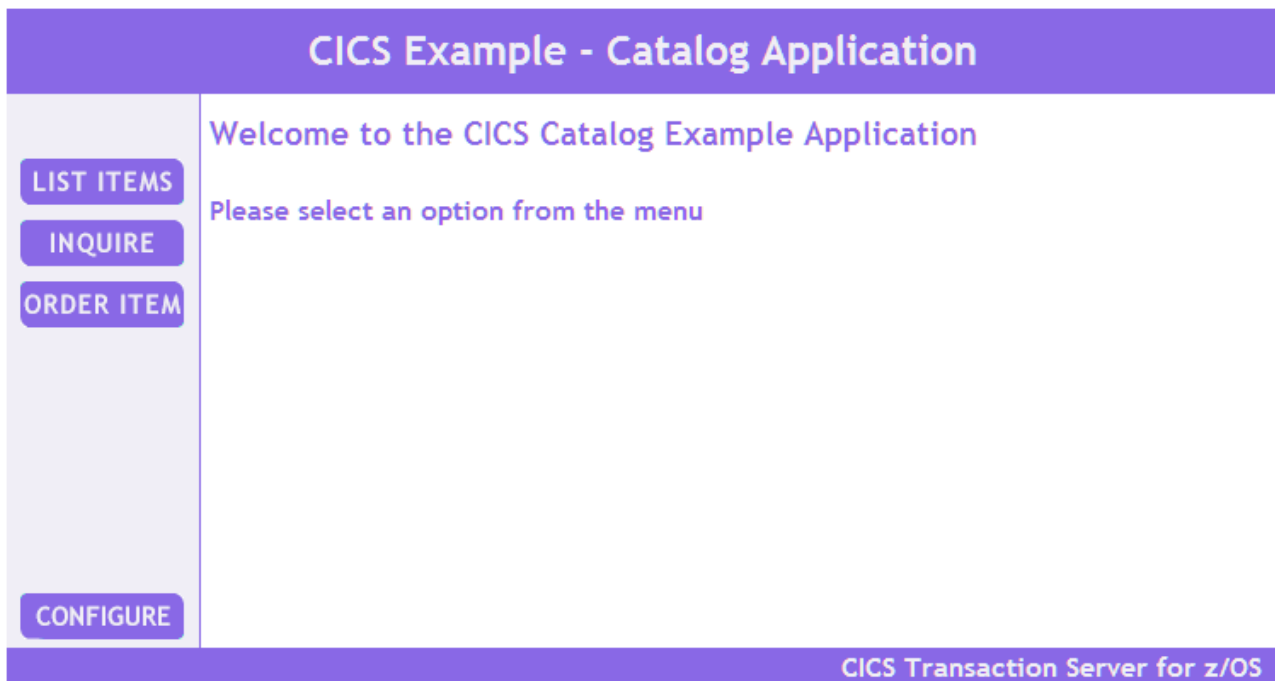 CICS Example - Catalog Application
Welcome to the CICS Catalog Example Application
Please select an option from the menu
LIST ITEMS
INQUIRE
ORDER ITEM
CONFIGURE
CICS Transaction Server for z/OS